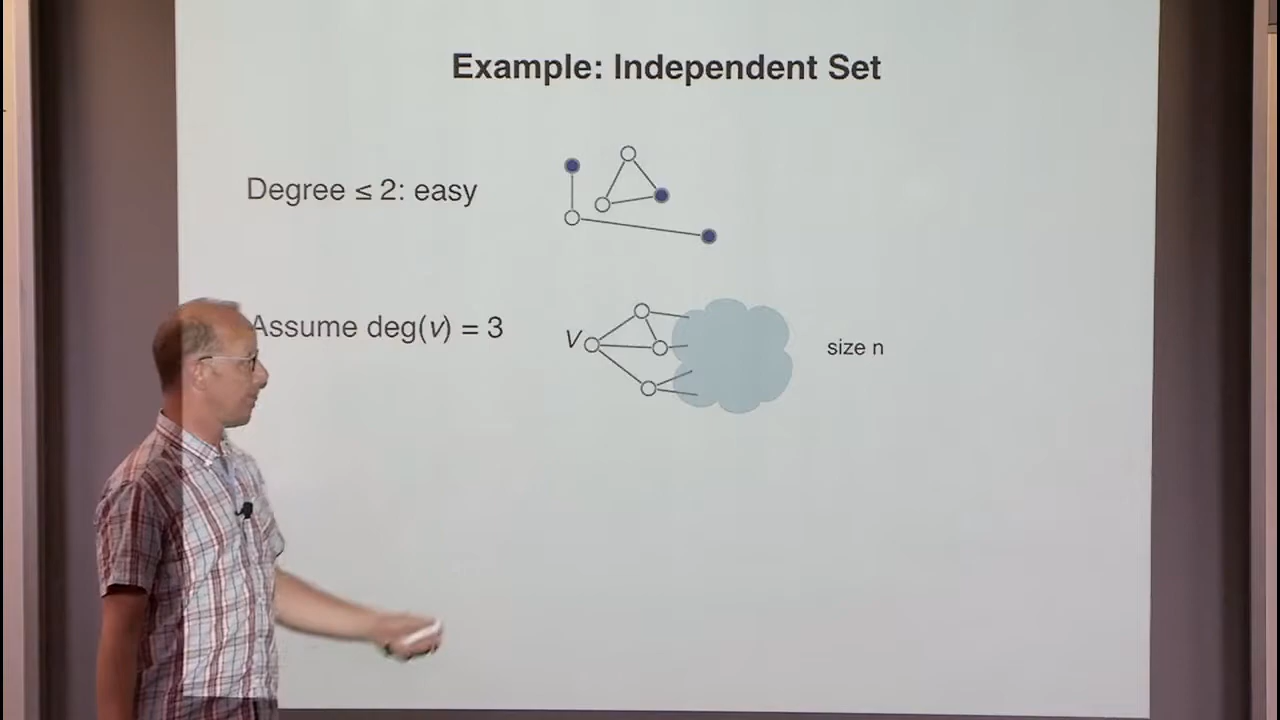 Example: Independent Set
Degree ≤ 2: easy
Assume deg(v) = 3
V
size n